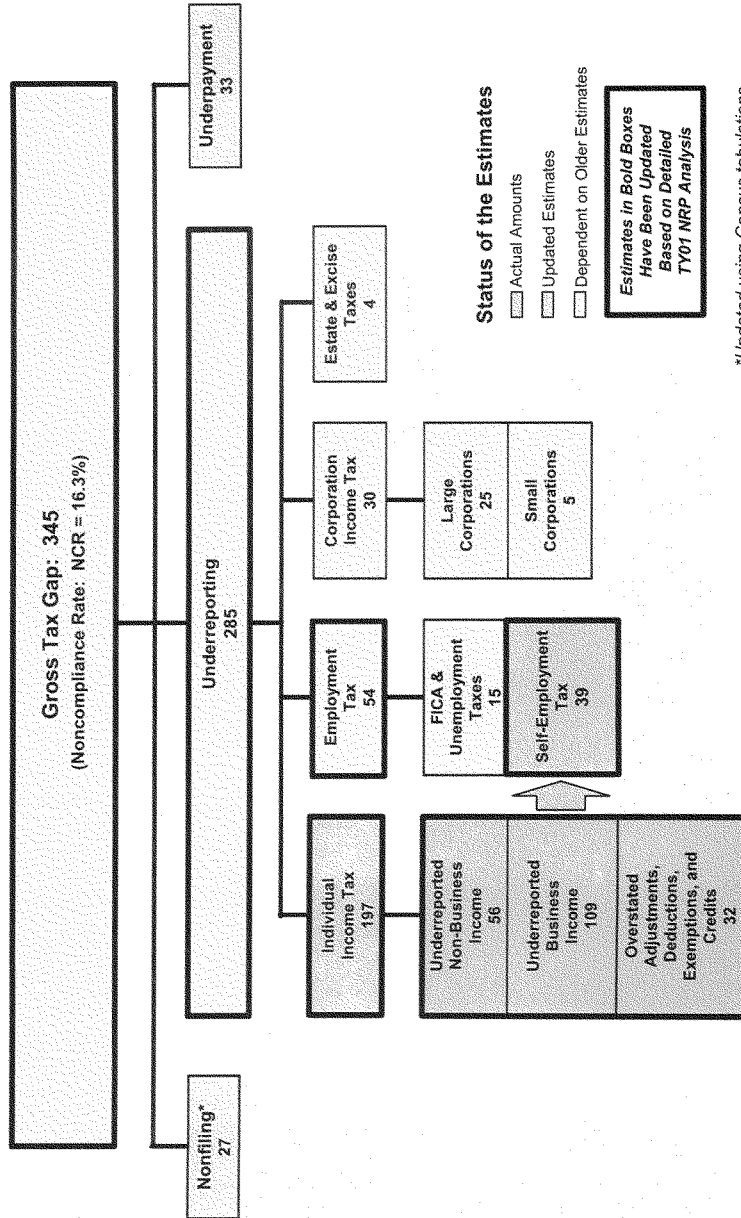 Gross Tax Gap: 345
(Noncompliance Rate: NCR = 16.3%)
Nonfiling*
27
Underreporting
285
Underpayment
33
Individual
Income Tax
197
Employment
Tax
54
Corporation
Income Tax
30
Estate & Excise
Taxes
4
Underreported
Non-Business
Income
56
Underreported
Business
Income
109
Overstated
Adjustments,
Deductions,
Exemptions, and
Credits
32
FICA &
Unemployment
Taxes
15
Self-Employment
Tax
39
Large
Corporations
25
Small
Corporations
5
Status of the Estimates
Actual Amounts
Updated Estimates
Dependent on Older Estimates
Estimates in Bold Boxes
Have Been Updated
Based on Detailed
TY01 NRP Analysis
*Updated using Census tabulations